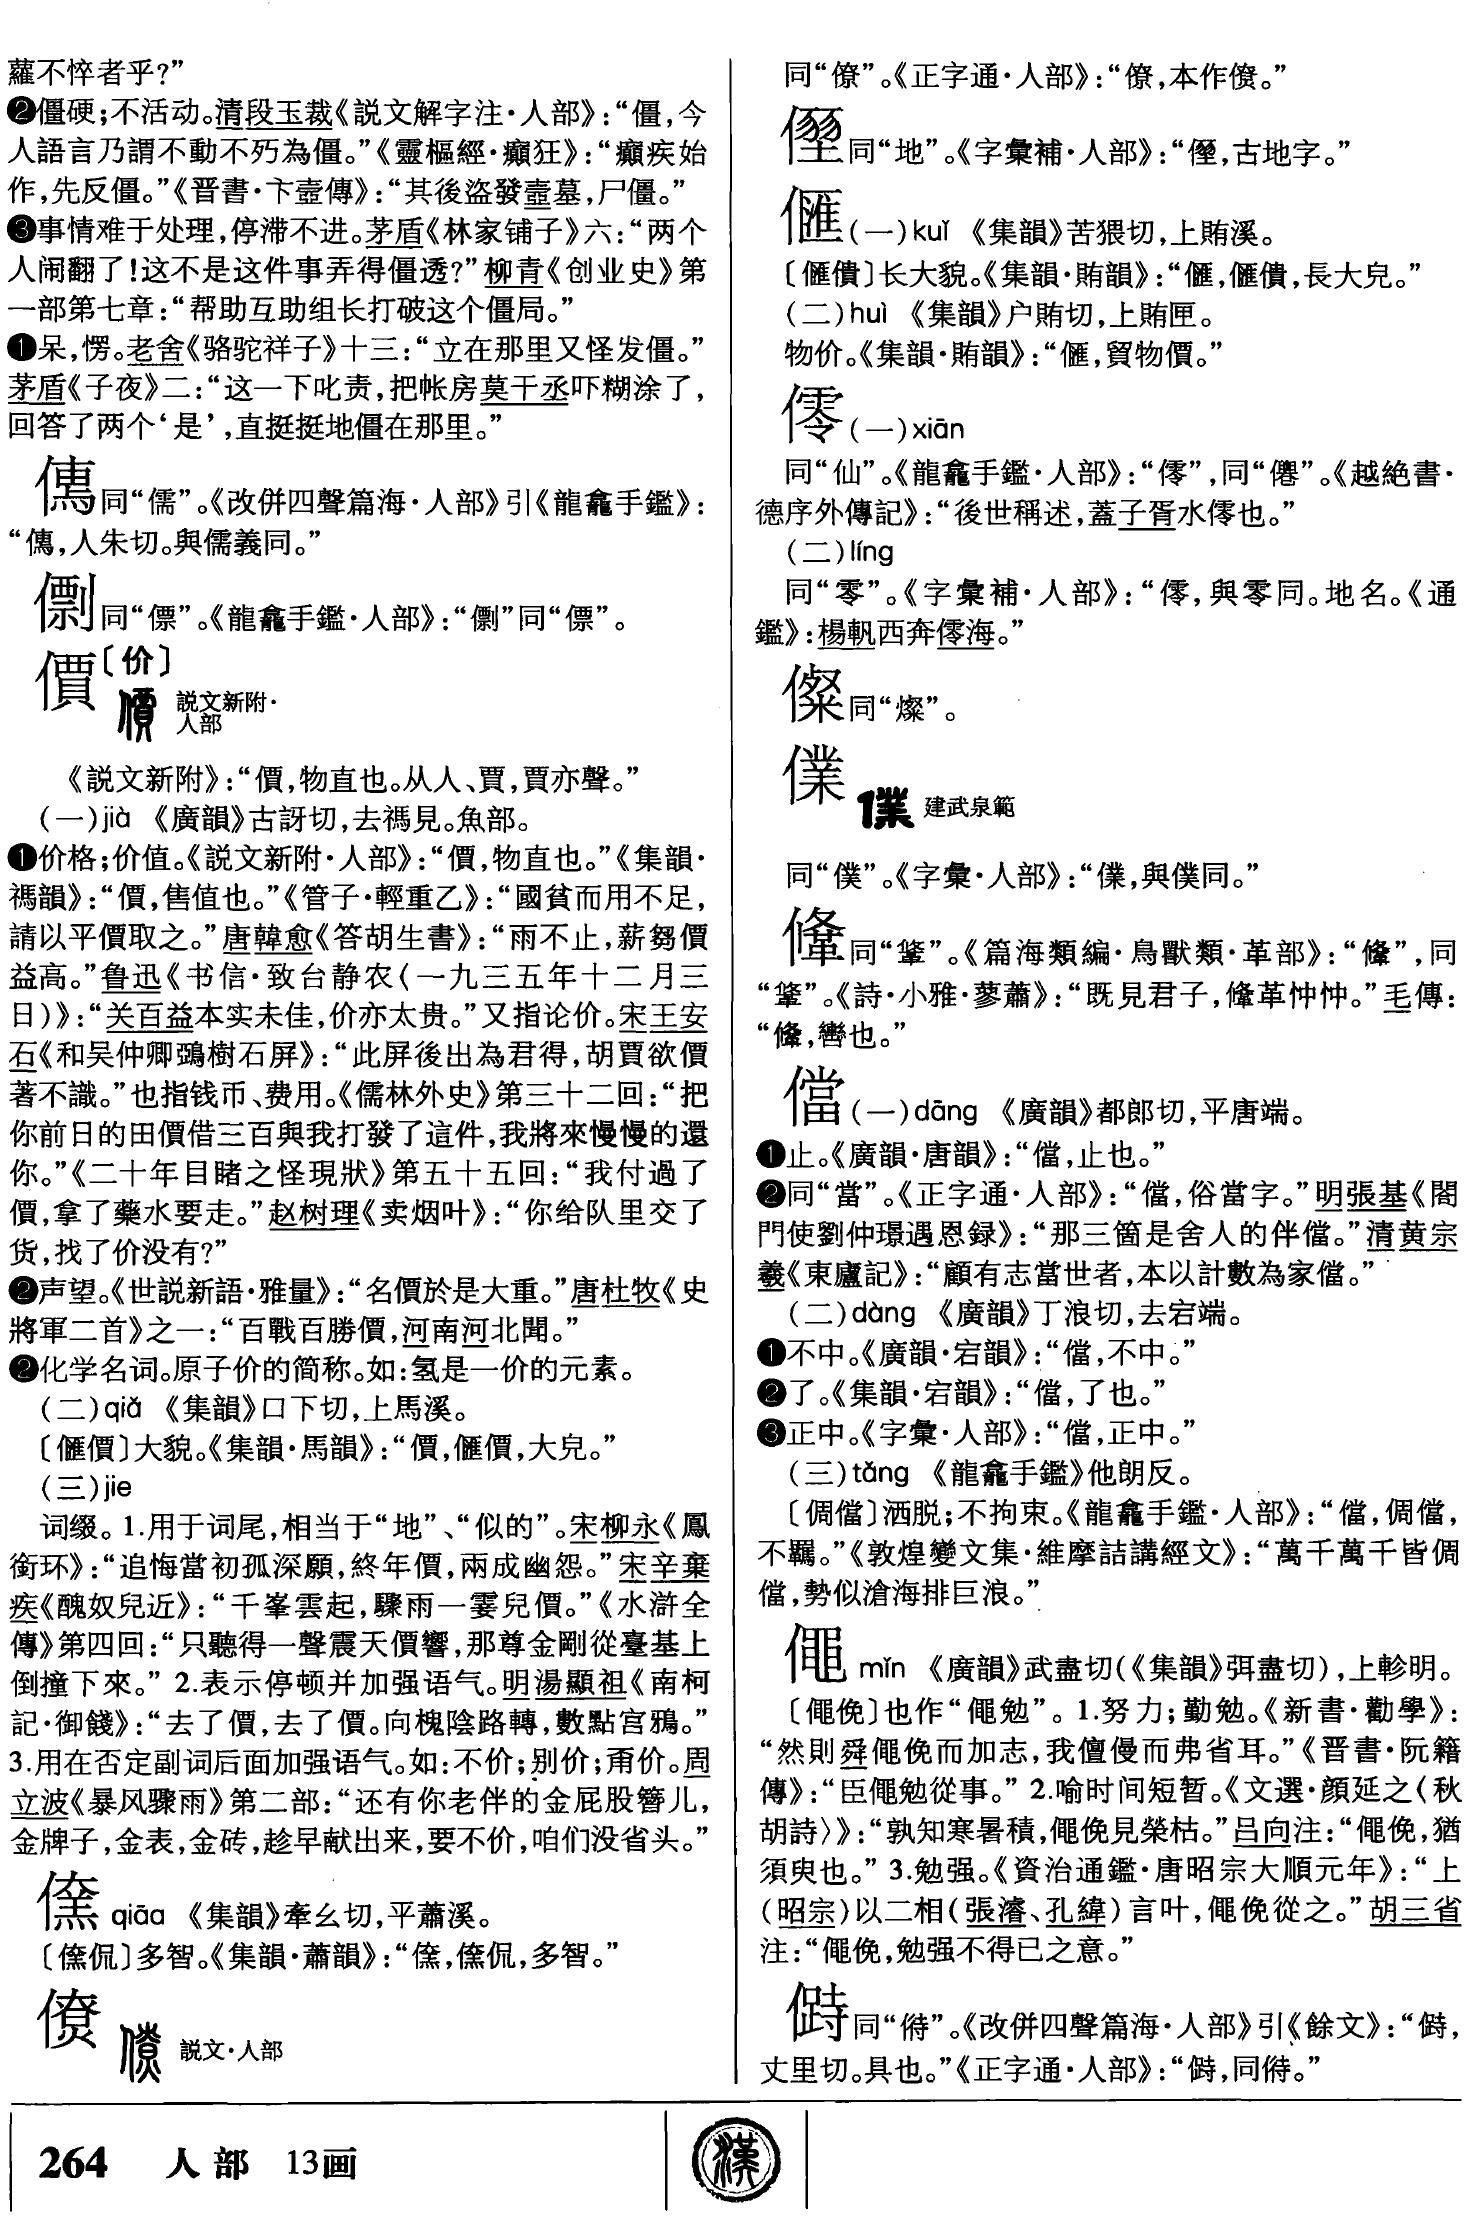 蘿不悴者乎?”
❷僵硬;不活动。清段玉裁《説文解字注·人部》:“僵,今
人語言乃謂不動不朽為僵。”《靈樞經·癲狂》:“癲疾始
作,先反僵。”《晋書·卞壼傳》:“其後盜發壼墓,尸僵。”
❸事情难于处理,停滞不进。茅盾《林家铺子》六:“两个
人闹翻了!这不是这件事弄得僵透?”柳青《创业史》第
一部第七章:“帮助互助组长打破这个僵局。”
❶呆,愣。老舍《骆驼祥子》十三:“立在那里又怪发僵。”
茅盾《子夜》二:“这一下叱责,把帐房莫干丞吓糊涂了,
回答了两个‘是’,直挺挺地僵在那里。”
同“儒”。《改併四聲篇海·人部》引《龍龕手鑑》:
人朱切。與儒義同。”
同“僄”。《龍龕手鑑·人部》:同“僄”。
價〔价〕
價 説文新附·
人部
《説文新附》:“價,物直也。从人、賈,賈亦聲。”
(一)jià 《廣韻》古訝切,去禡見。魚部。
❶价格;价值。《説文新附·人部》:“價,物直也。”《集韻·
禡韻》:“價,售值也。”《管子·輕重乙》:“國貧而用不足,
請以平價取之。”唐韓愈《答胡生書》:“雨不止,薪芻價
益高。”鲁迅《书信·致台静农(一九三五年十二月三
日)》:“关百益本实未佳,价亦太贵。”又指论价。宋王安
石《和吴仲卿鵶樹石屏》:“此屏後出為君得,胡賈欲價
著不識。”也指钱币、费用。《儒林外史》第三十二回:“把
你前日的田價借三百與我打發了這件,我將來慢慢的還
你。”《二十年目睹之怪現狀》第五十五回:“我付過了
價,拿了藥水要走。”赵树理《卖烟叶》:“你给队里交了
货,找了价没有?”
❷声望。《世説新語·雅量》:“名價於是大重。”唐杜牧《史
將軍二首》之一:“百戰百勝價,河南河北聞。”
❷化学名词。原子价的简称。如:氢是一价的元素。
(二)qiǎ 《集韻》口下切,上馬溪。
〔㒑價〕大貌。《集韻·馬韻》:“價,㒑價,大皃。”
(三)jie
词缀。1.用于词尾,相当于“地”、“似的”。宋柳永《鳳
銜环》:“追悔當初孤深願,終年價,兩成幽怨。”宋辛棄
疾《醜奴兒近》:“千峯雲起,驟雨一霎兒價。”《水滸全
傳》第四回:“只聽得一聲震天價響,那尊金剛從臺基上
倒撞下來。”2.表示停顿并加强语气。明湯顯祖《南柯
記·御餞》:“去了價,去了價。向槐陰路轉,數點宫鴉。”
3.用在否定副词后面加强语气。如:不价;别价;甭价。周
立波《暴风骤雨》第二部:“还有你老伴的金屁股簪儿,
金牌子,金表,金砖,趁早献出来,要不价,咱们没省头。”
qiāo 《集韻》牽幺切,平蕭溪。
多智。《集韻·蕭韻》:多智。”
説文·人部
同“僚”。《正字通·人部》:“僚,本作𠎤。”
同“地”。《字彙補·人部》:古地字。”
㒑(一)kuǐ 《集韻》苦猥切,上賄溪。
〔㒑僓〕长大貌。《集韻·賄韻》:“㒑,㒑僓,長大皃。”
(二)huì 《集韻》户賄切,上賄匣。
物价。《集韻·賄韻》:“㒑,貿物價。”
㒋(一)xiān
同“仙”。《龍龕手鑑·人部》:同“僊”。《越絶書·
德序外傳記》:“後世稱述,蓋子胥水也。”
(二)líng
同“零”。《字彙補·人部》:與零同。地名。《通
鑑》:楊帆西奔海。”
㒓同“燦”。
建武泉範
同“僕”。《字彙·人部》:與僕同。”
同“鞗”。《篇海類編·鳥獸類·革部》:同
“鞗”。《詩·小雅·蓼蕭》:“既見君子,革忡忡。”毛傳:
轡也。”
儅(一)dāng 《廣韻》都郎切,平唐端。
❶止。《廣韻·唐韻》:“儅,止也。”
❷同“當”。《正字通·人部》:“儅,俗當字。”明張基《閣
門使劉仲璟遇恩録》:“那三箇是舍人的伴儅。”清黄宗
羲《東廬記》:“顧有志當世者,本以計數為家儅。”
(二)dàng 《廣韻》丁浪切,去宕端。
❶不中。《廣韻·宕韻》:“儅,不中。”
❷了。《集韻·宕韻》:“儅,了也。”
❸正中。《字彙·人部》:“儅,正中。”
(三)tǎng 《龍龕手鑑》他朗反。
〔倜儅〕洒脱;不拘束。《龍龕手鑑·人部》:“儅,倜儅,
不羈。”《敦煌變文集·維摩詰講經文》:“萬千萬千皆倜
儅,勢似滄海排巨浪。”
僶 mǐn 《廣韻》武盡切(《集韻》弭盡切),上軫明。
〔僶俛〕也作“僶勉”。1.努力;勤勉。《新書·勸學》:
“然則舜僶俛而加志,我儃僈而弗省耳。”《晋書·阮籍
傳》:“臣僶勉從事。”2.喻时间短暂。《文選·顔延之〈秋
胡詩〉》:“孰知寒暑積,僶俛見榮枯。”吕向注:“僶俛,猶
須臾也。”3.勉强。《資治通鑑·唐昭宗大順元年》:“上
(昭宗)以二相(張濬、孔緯)言叶,僶俛從之。”胡三省
注:“僶俛,勉强不得已之意。”
同“偫”。《改併四聲篇海·人部》引《餘文》:
丈里切。具也。”《正字通·人部》:同偫。”
264 人部 13画
漢